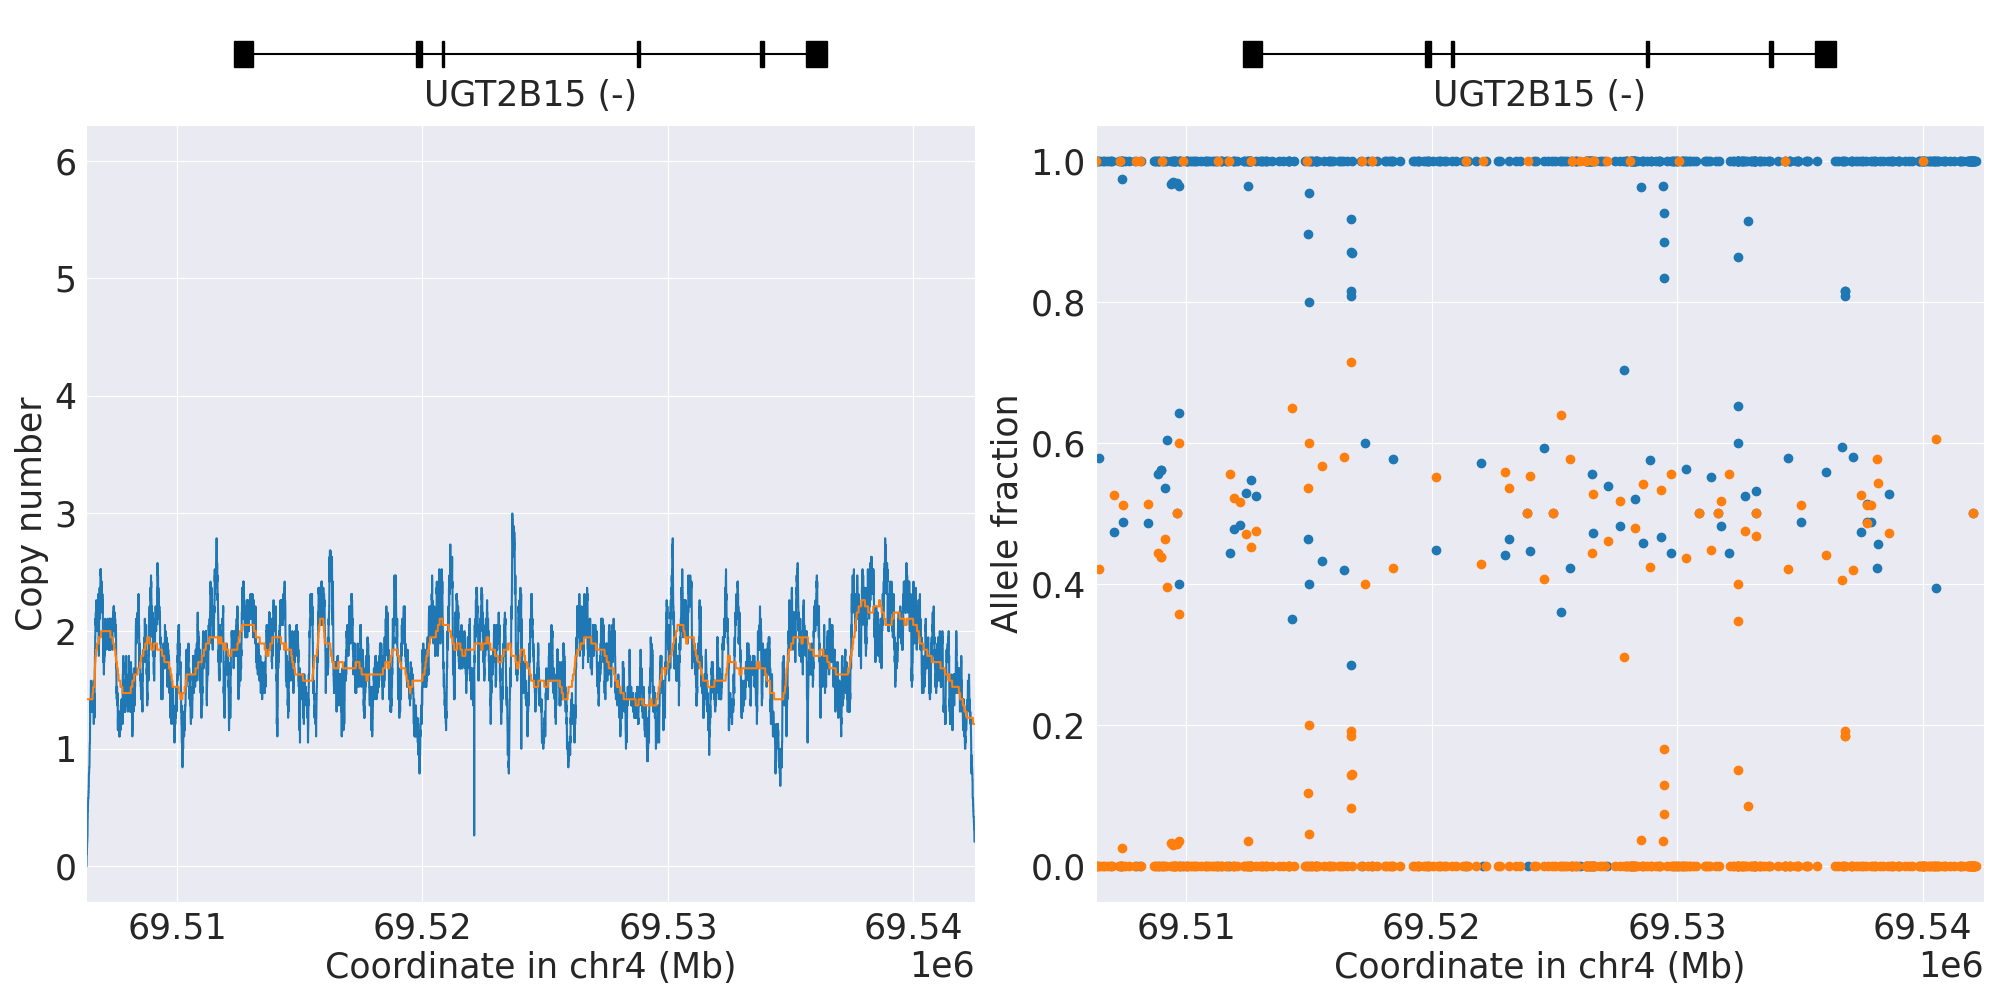 UGT2B15 (-)
Copy number
6
5
4
3
2
1
0
69.51 69.52 69.53 69.54
Coordinate in chr4 (Mb)
1e6
UGT2B15 (-)
Allele fraction
1.0
0.8
0.6
0.4
0.2
0.0
69.51 69.52 69.53 69.54
Coordinate in chr4 (Mb)
1e6